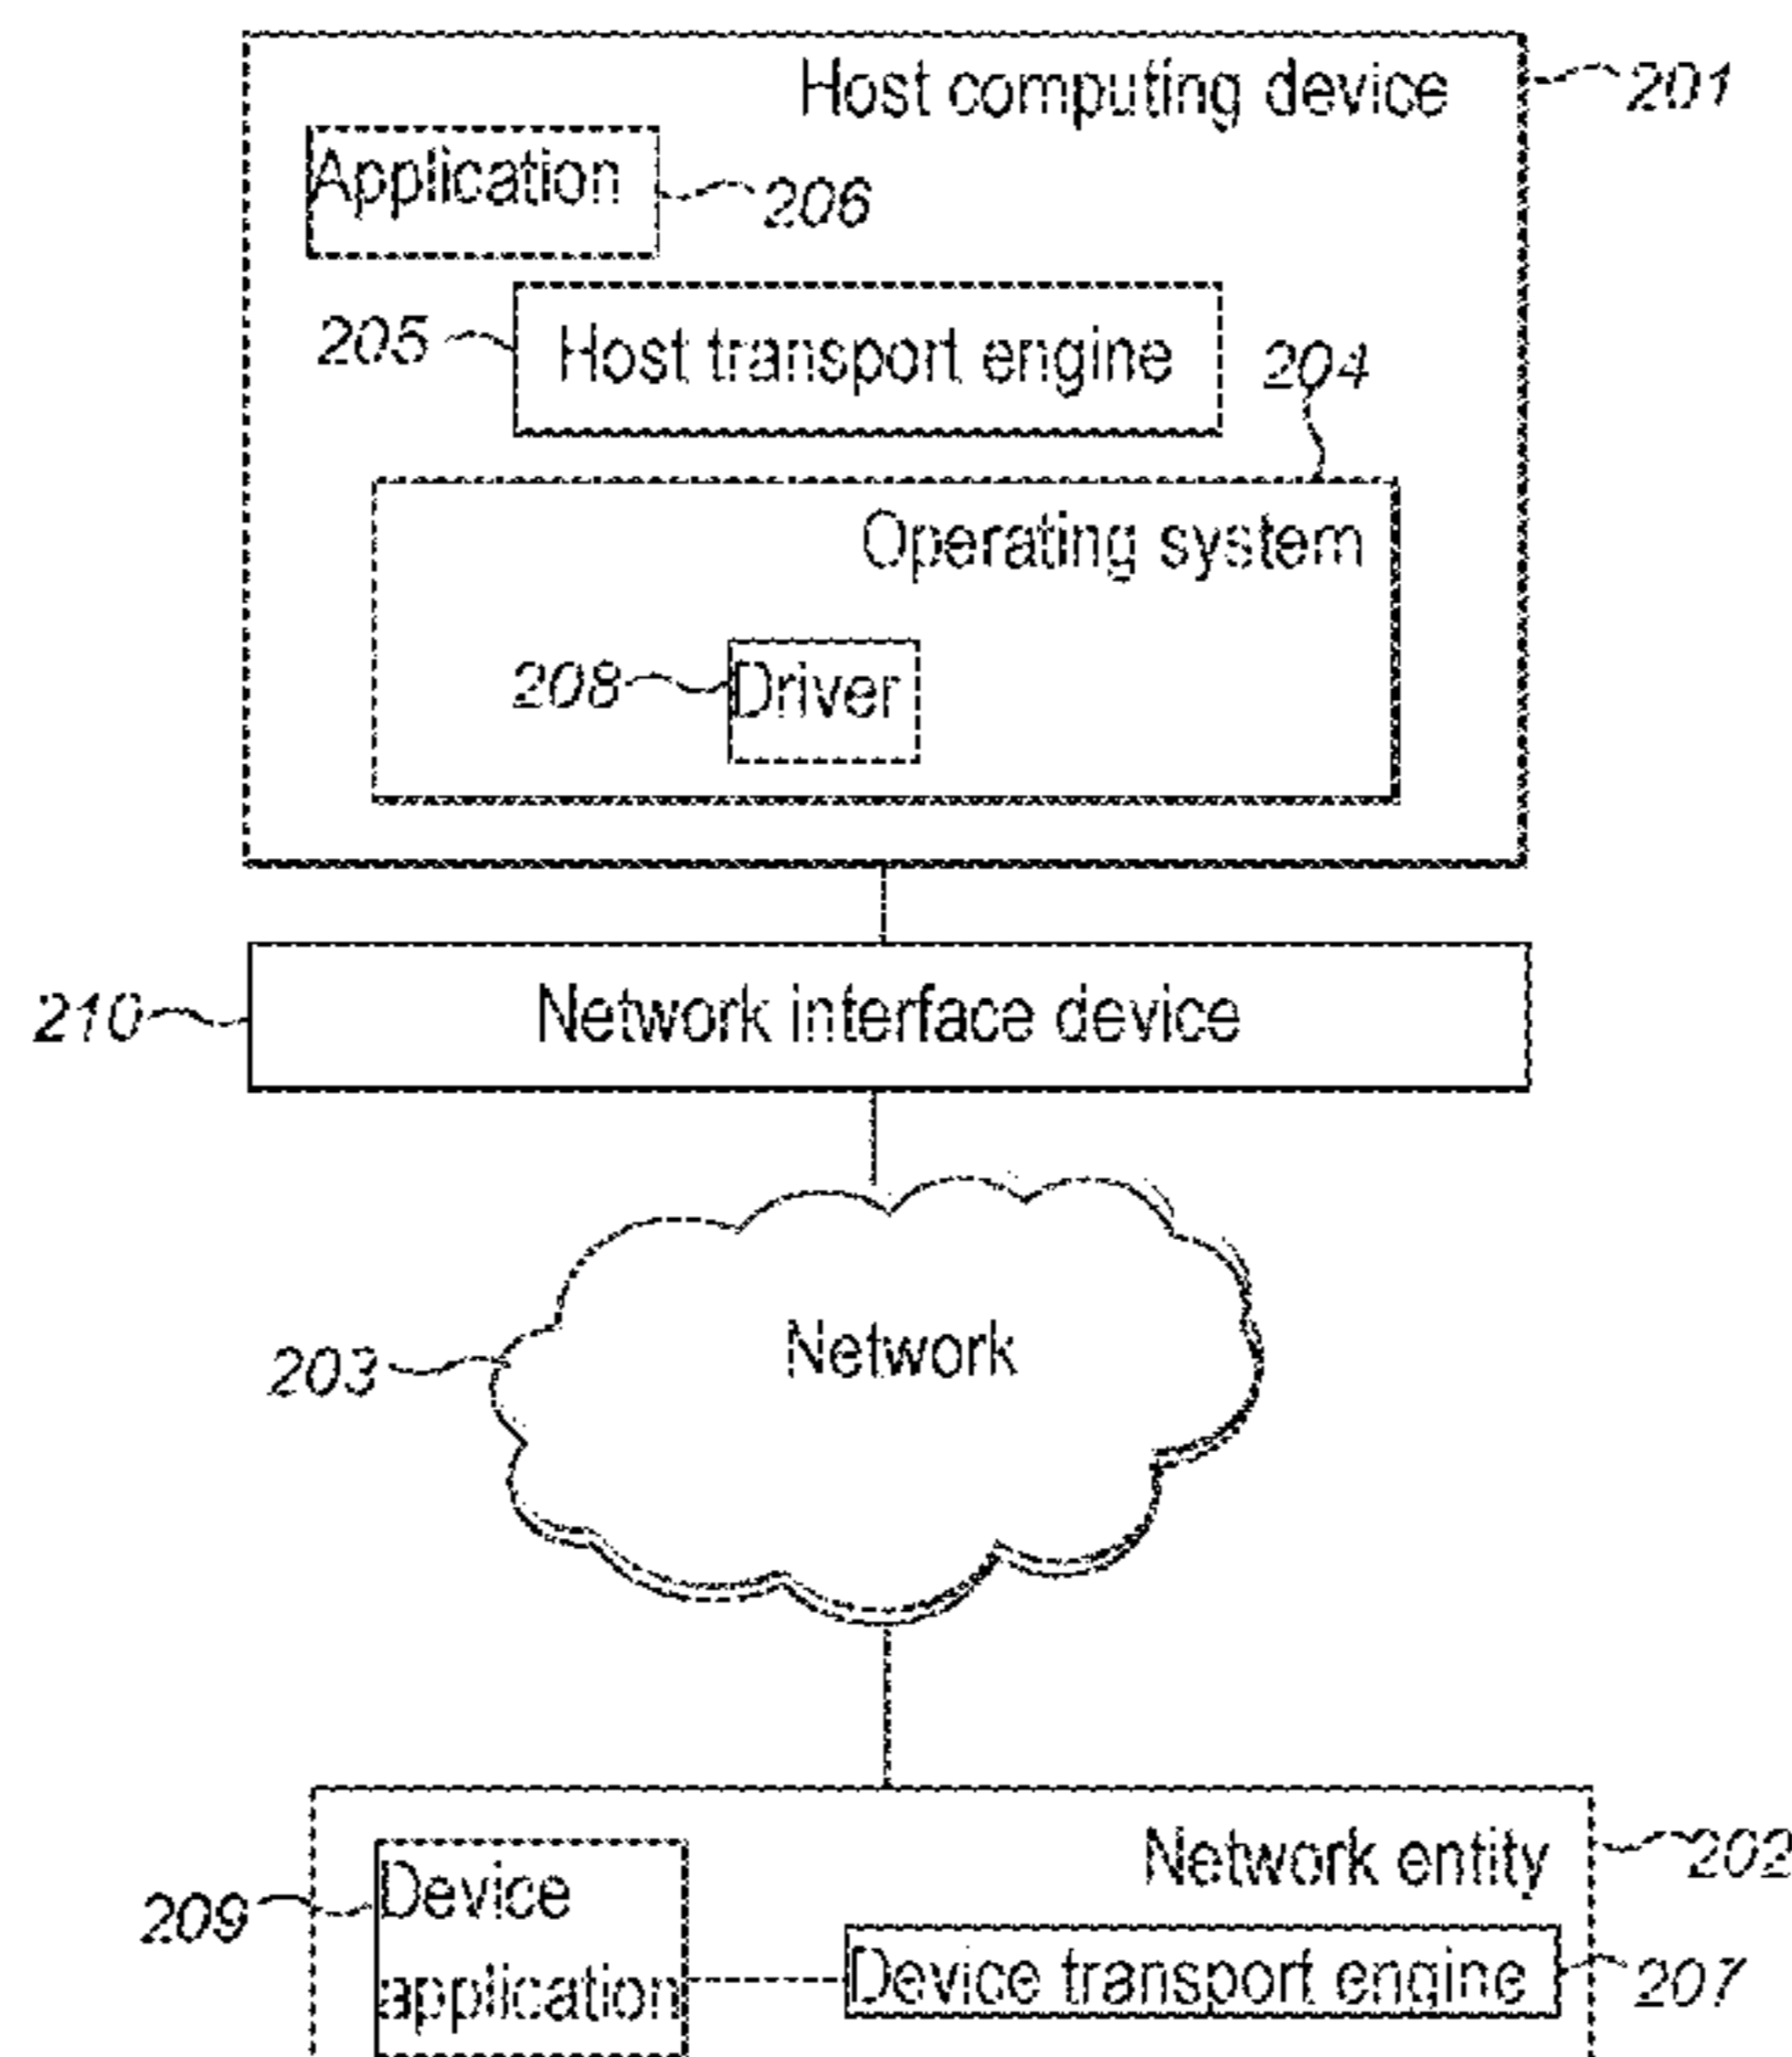 Host computing device
201
Application
206
205
Host transport engine
204
Operating system
208
Driver
210
Network interface device
203
Network
Network entity
202
209
Device
application
Device transport engine
207